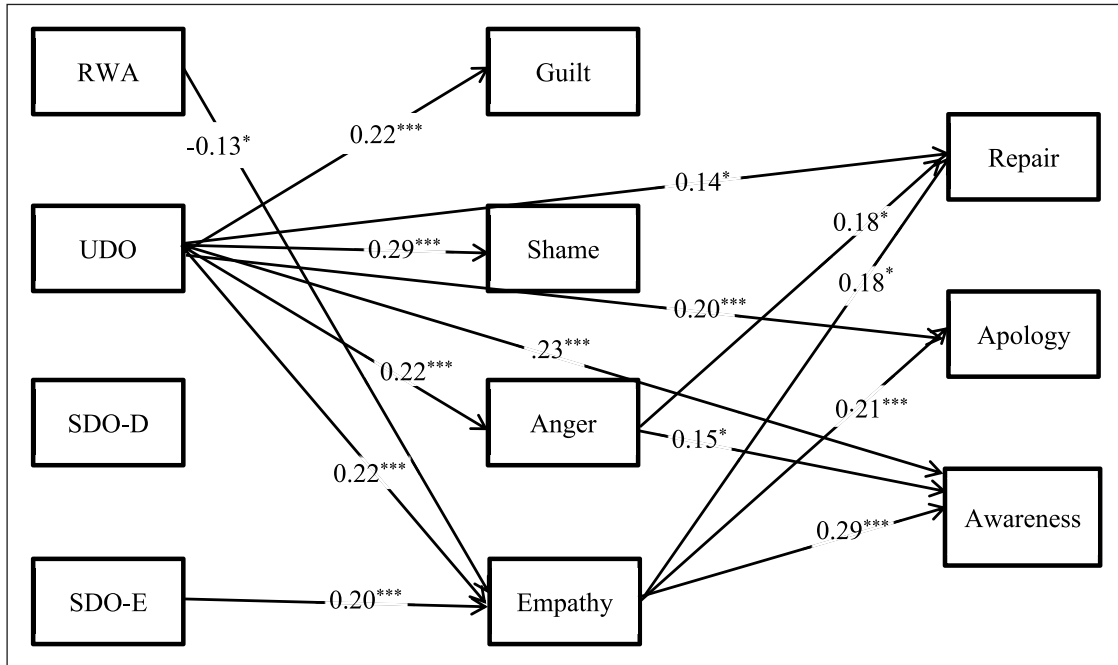 RWA
Guilt
-0.13*
0.22***
Repair
0.14*
UDO
0.29***
Shame
0.18*
0.18*
0.20***
Apology
.23***
0.22***
SDO-D
Anger
0·21***
0.15*
0.22***
Awareness
0.29***
SDO-E
0.20***
Empathy